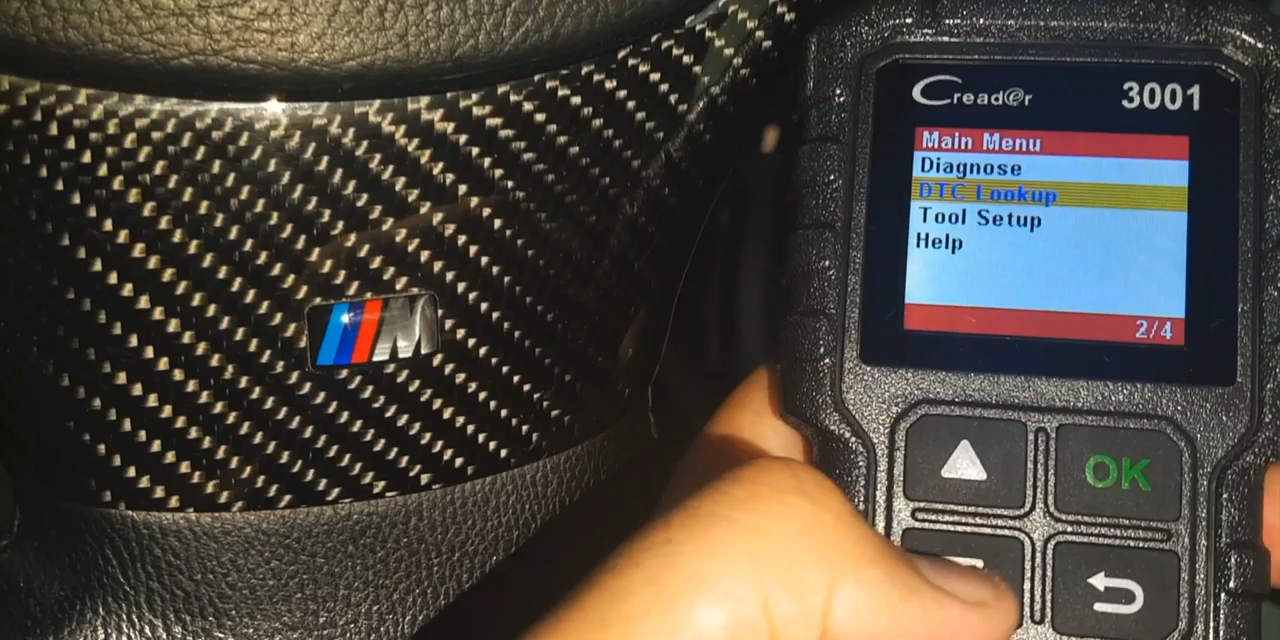 M
Creader 3001
Main Menu
Diagnose
DTC Lookup
Tool Setup
Help
2/4
OK